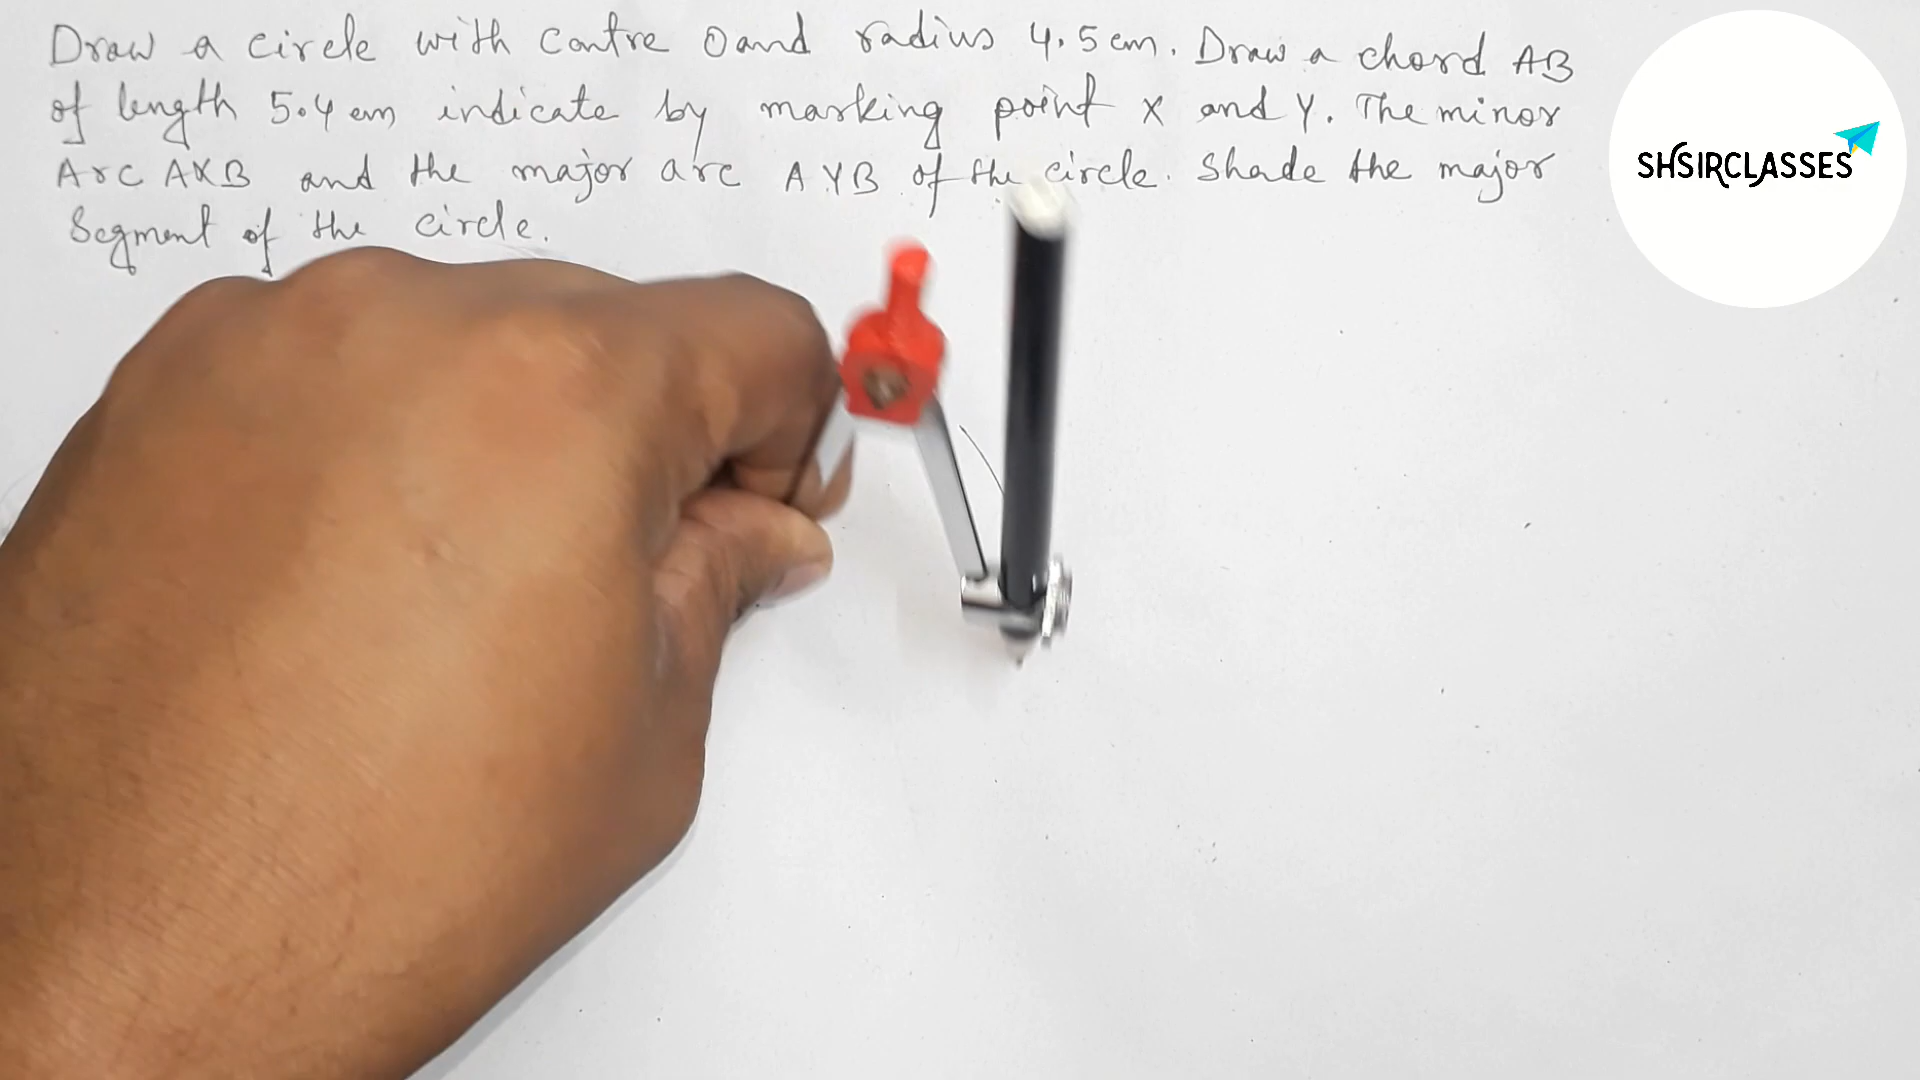 Draw a circle with Centre O and radius 4.5cm. Draw a chord AB
of length 5.4 cm indicate by marking point X and Y. The minor
Arc AXB and the major arc AYB of the circle. Shade the major
Segment of the circle.
SHSIRCLASSES